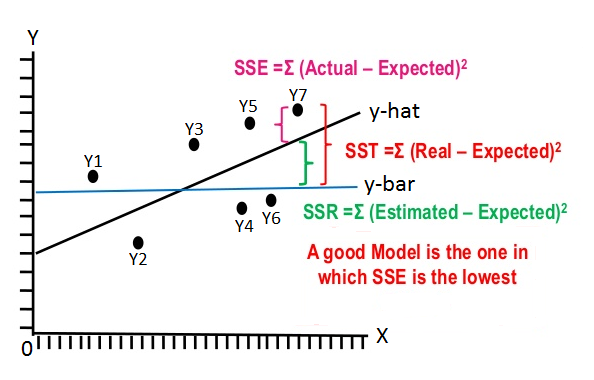 Y
SSE =Σ (Actual – Expected)²
Y7
Y5
y-hat
Y3
SST =Σ (Real – Expected)²
Y1
y-bar
SSR =Σ (Estimated – Expected)²
Y4
Y6
Y2
A good Model is the one in
which SSE is the lowest
X
0